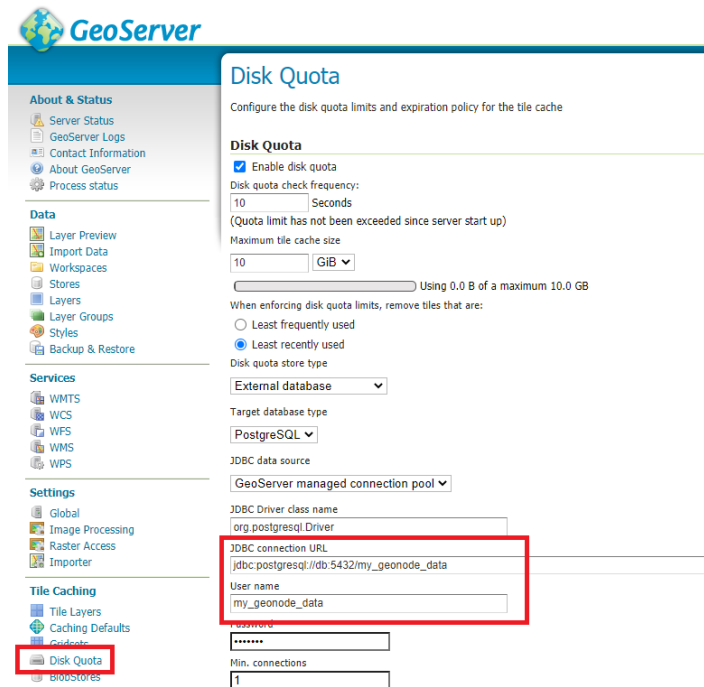 GeoServer
About & Status
Server Status
GeoServer Logs
Contact Information
About GeoServer
Process status
Data
Layer Preview
Import Data
Workspaces
Stores
Layers
Layer Groups
Styles
Backup & Restore
Services
WMTS
WCS
WFS
WMS
WPS
Settings
Global
Image Processing
Raster Access
Importer
Tile Caching
Tile Layers
Caching Defaults
Gridsets
Disk Quota
BlobStores
Disk Quota
Configure the disk quota limits and expiration policy for the tile cache
Disk Quota
Enable disk quota
Disk quota check frequency:
10 Seconds
(Quota limit has not been exceeded since server start up)
Maximum tile cache size
10 GiB
Using 0.0 B of a maximum 10.0 GB
When enforcing disk quota limits, remove tiles that are:
Least frequently used
Least recently used
Disk quota store type
External database
Target database type
PostgreSQL
JDBC data source
GeoServer managed connection pool
JDBC Driver class name
org.postgresql.Driver
JDBC connection URL
jdbc:postgresql://db:5432/my_geonode_data
User name
my_geonode_data
Password
•••••••
Min. connections
1